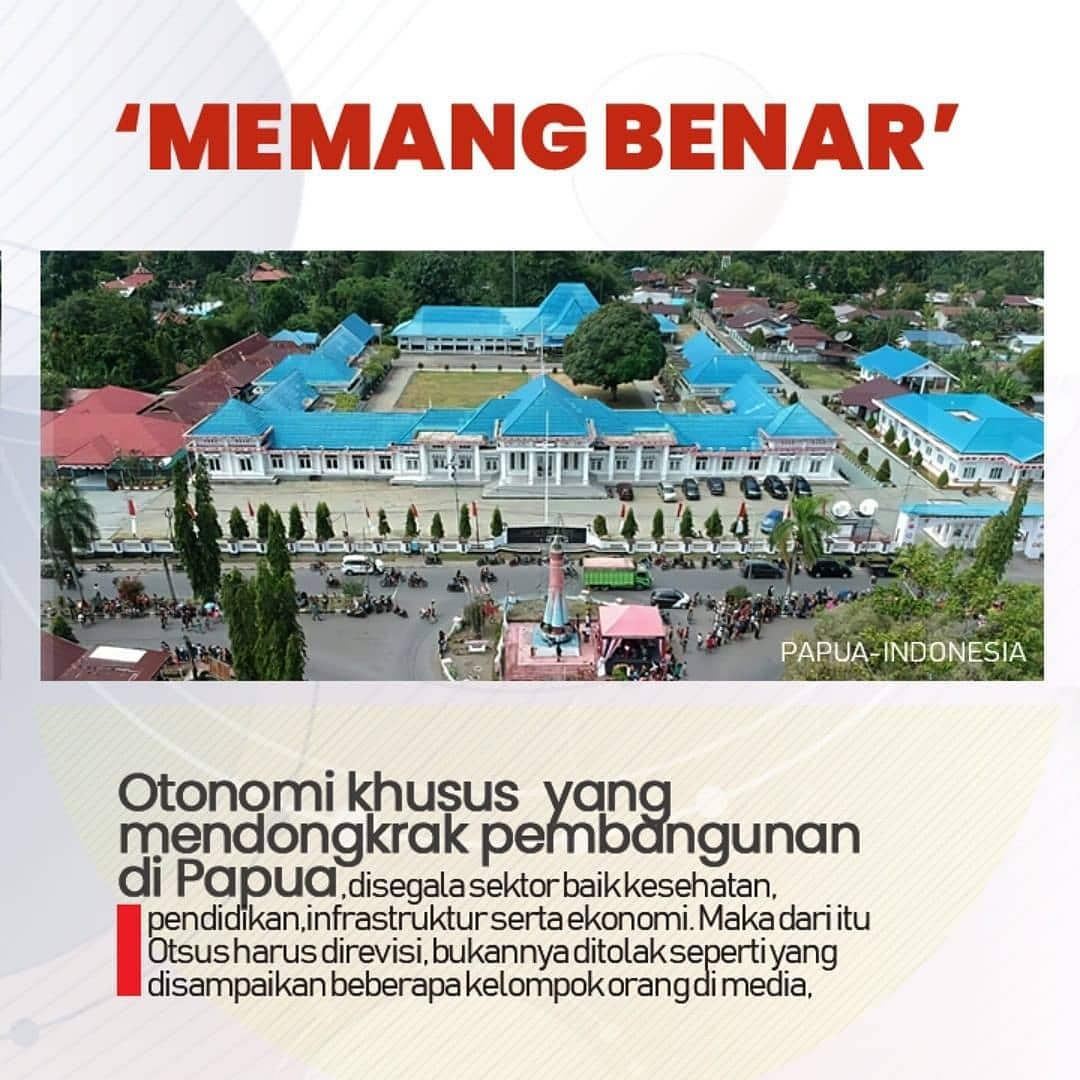 ‘MEMANG BENAR’
PAPUA-INDONESIA
Otonomi khusus yang
mendongkrak pembangunan
di Papua,disegala sektor baik kesehatan,
pendidikan,infrastruktur serta ekonomi. Maka dari itu
Otsus harus direvisi, bukannya ditolak seperti yang
disampaikan beberapa kelompok orang di media,